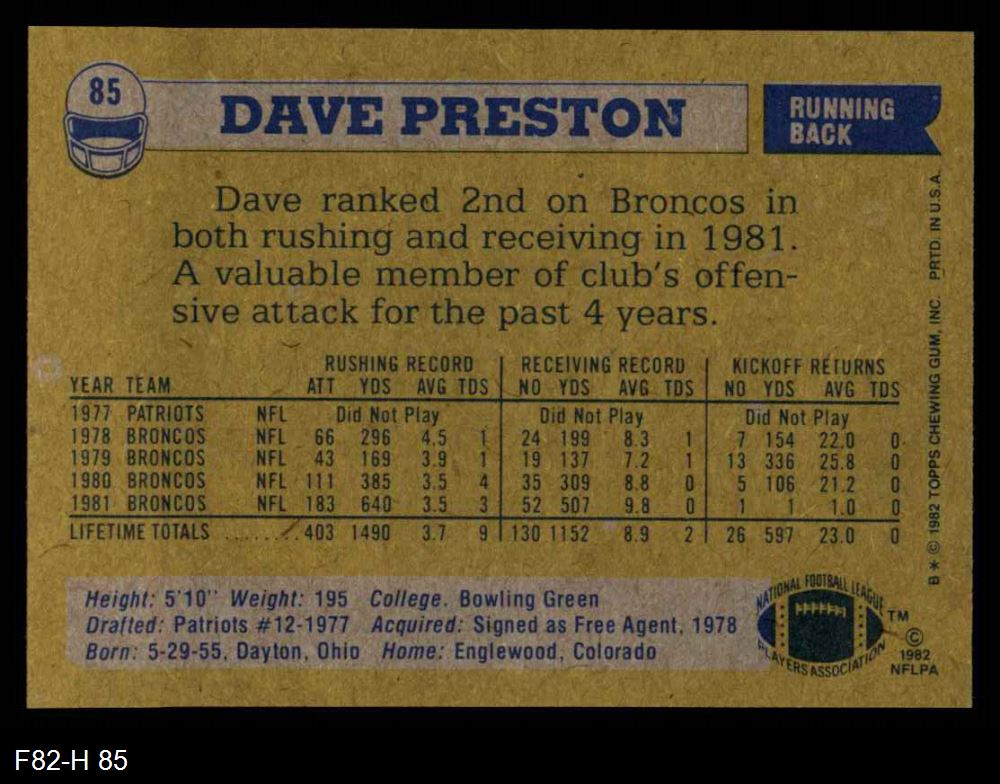 85
DAVE PRESTON
RUNNING
BACK
Dave ranked 2nd on Broncos in
both rushing and receiving in 1981.
A valuable member of club's offen-
sive attack for the past 4 years.
RUSHING RECORD RECEIVING RECORD KICKOFF RETURNS
YEAR TEAM ATT YDS AVG TDS NO YDS AVG TDS NO YDS AVG TDS
1977 PATRIOTS NFL Did Not Play Did Not Play Did Not Play
1978 BRONCOS NFL 66 296 4.5 1 24 199 8.3 1 7 154 22.0 0
1979 BRONCOS NFL 43 169 3.9 1 19 137 7.2 1 13 336 25.8 0
1980 BRONCOS NFL 111 385 3.5 4 35 309 8.8 0 5 106 21.2 0
1981 BRONCOS NFL 183 640 3.5 3 52 507 9.8 0 1 1 1.0 0
LIFETIME TOTALS ........ 403 1490 3.7 9 130 1152 8.9 2 26 597 23.0 0
Height: 5'10" Weight: 195 College. Bowling Green
Drafted: Patriots #12-1977 Acquired: Signed as Free Agent, 1978
Born: 5-29-55, Dayton, Ohio Home: Englewood, Colorado
NATIONAL FOOTBALL LEAGUE
PLAYERS ASSOCIATION
TM
©
1982
NFLPA
B* © 1982 TOPPS CHEWING GUM, INC. PRTD. IN U.S.A.
F82-H 85